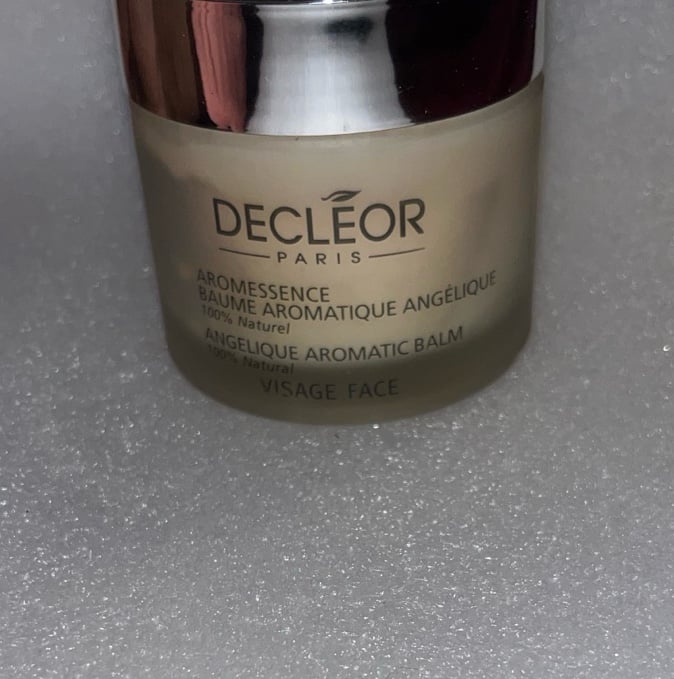 DECLÉOR
PARIS
AROMESSENCE
BAUME AROMATIQUE ANGÉLIQUE
100% Naturel
ANGELIQUE AROMATIC BALM
100% Natural
VISAGE FACE